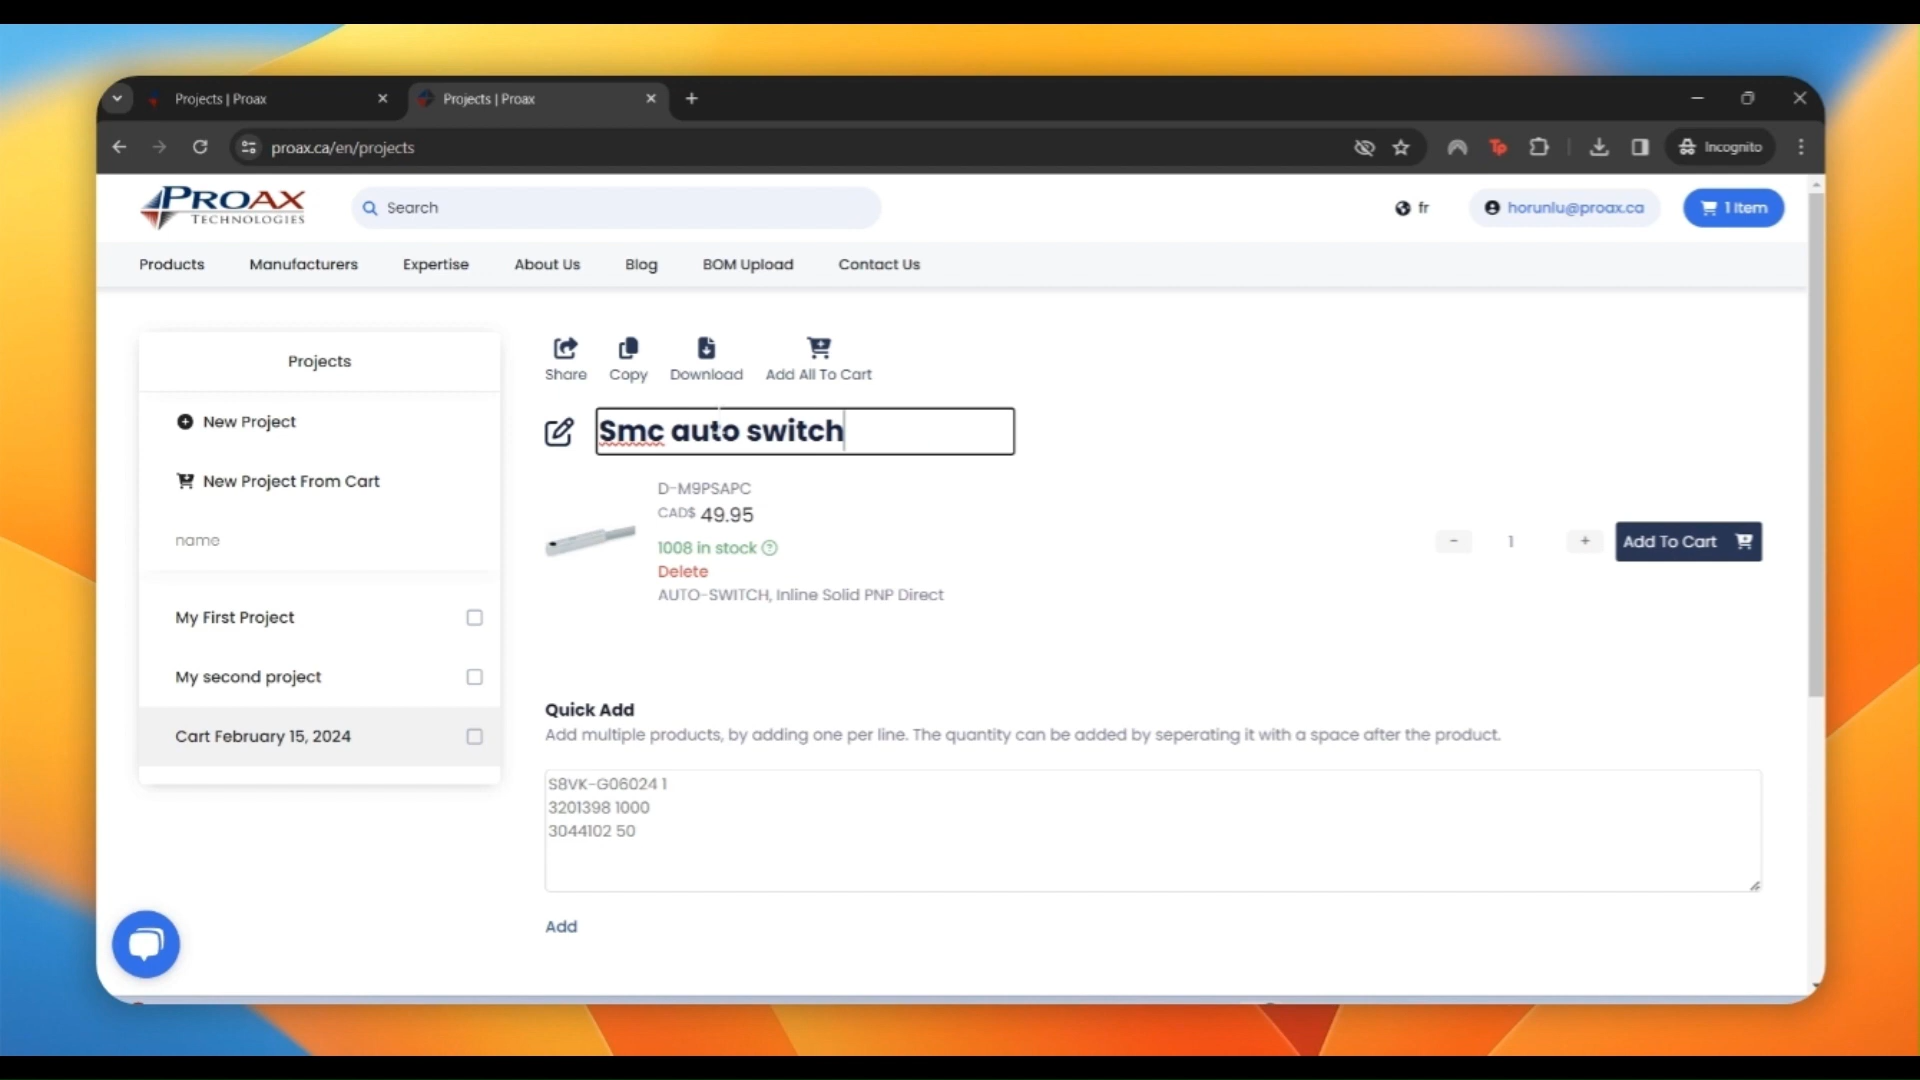 Projects | Proax
Projects | Proax
proax.ca/en/projects
Tp
Incognito
PROAX
TECHNOLOGIES
Search
fr
horunlu@proax.ca
1 Item
Products
Manufacturers
Expertise
About Us
Blog
BOM Upload
Contact Us
Projects
New Project
New Project From Cart
name
My First Project
My second project
Cart February 15, 2024
Share
Copy
Download
Add All To Cart
Smc auto switch
D-M9PSAPC
CAD$ 49.95
1008 in stock
Delete
AUTO-SWITCH, Inline Solid PNP Direct
- 1 +
Add To Cart
Quick Add
Add multiple products, by adding one per line. The quantity can be added by seperating it with a space after the product.
S8VK-G06024 1
3201398 1000
3044102 50
Add